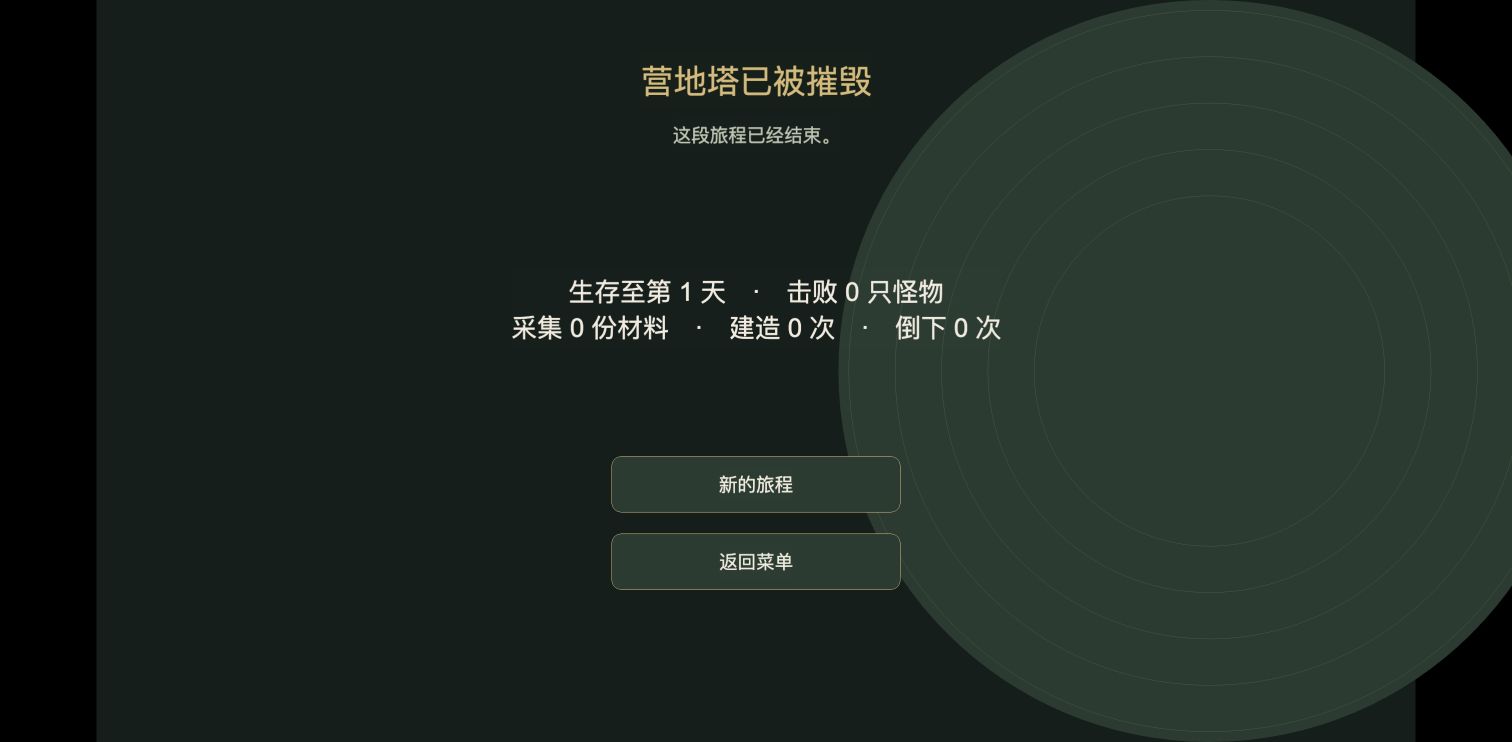 营地塔已被摧毁
这段旅程已经结束。
生存至第 1 天 · 击败 0 只怪物
采集 0 份材料 · 建造 0 次 · 倒下 0 次
新的旅程
返回菜单